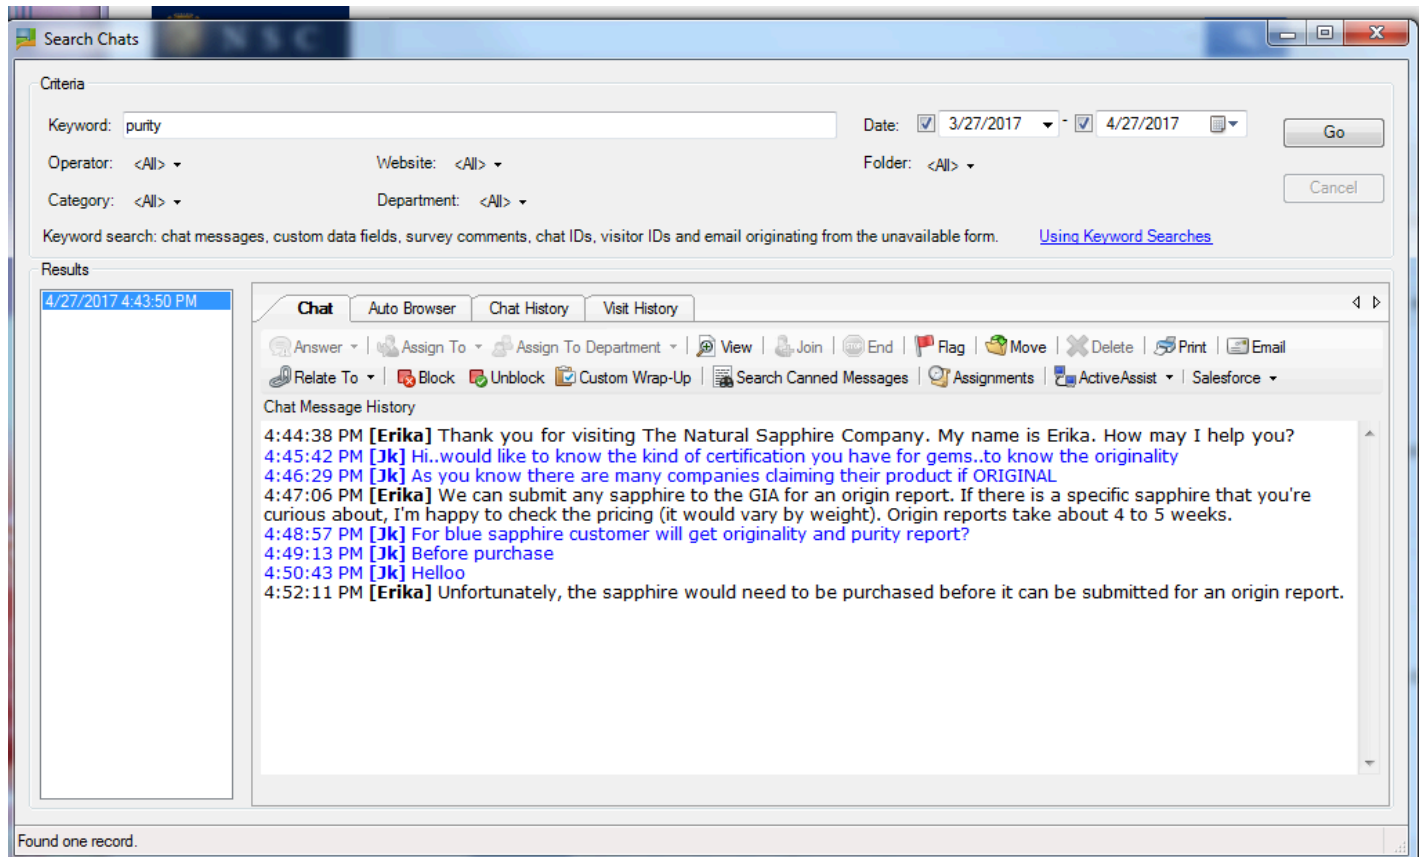 NSC
Search Chats
Criteria
Keyword: purity
Date: 3/27/2017 - 4/27/2017
Go
Operator: <All>
Website: <All>
Folder: <All>
Cancel
Category: <All>
Department: <All>
Keyword search: chat messages, custom data fields, survey comments, chat IDs, visitor IDs and email originating from the unavailable form. Using Keyword Searches
Results
4/27/2017 4:43:50 PM
Chat Auto Browser Chat History Visit History
Answer Assign To Assign To Department View Join End Flag Move Delete Print Email
Relate To Block Unblock Custom Wrap-Up Search Canned Messages Assignments ActiveAssist Salesforce
Chat Message History
4:44:38 PM [Erika] Thank you for visiting The Natural Sapphire Company. My name is Erika. How may I help you?
4:45:42 PM [Jk] Hi..would like to know the kind of certification you have for gems..to know the originality
4:46:29 PM [Jk] As you know there are many companies claiming their product if ORIGINAL
4:47:06 PM [Erika] We can submit any sapphire to the GIA for an origin report. If there is a specific sapphire that you're
curious about, I'm happy to check the pricing (it would vary by weight). Origin reports take about 4 to 5 weeks.
4:48:57 PM [Jk] For blue sapphire customer will get originality and purity report?
4:49:13 PM [Jk] Before purchase
4:50:43 PM [Jk] Helloo
4:52:11 PM [Erika] Unfortunately, the sapphire would need to be purchased before it can be submitted for an origin report.
Found one record.